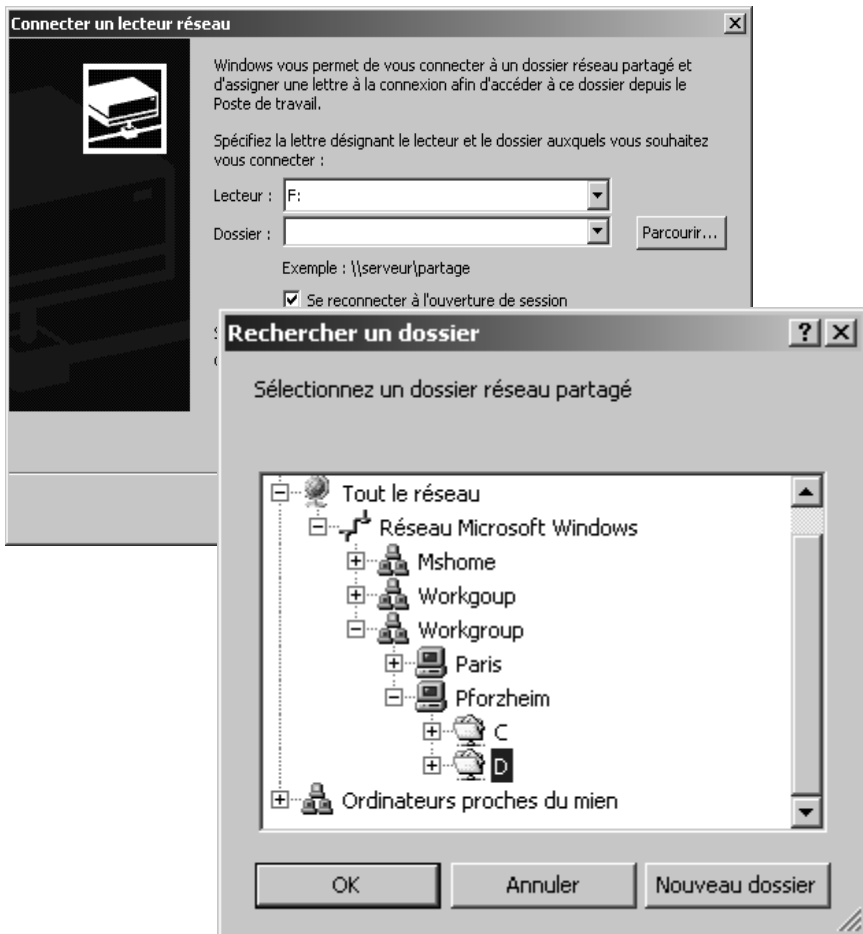 Connecter un lecteur réseau
Windows vous permet de vous connecter à un dossier réseau partagé et
d'assigner une lettre à la connexion afin d'accéder à ce dossier depuis le
Poste de travail.
Spécifiez la lettre désignant le lecteur et le dossier auxquels vous souhaitez
vous connecter :
Lecteur : F:
Dossier : Parcourir...
Exemple : \\serveur\partage
Se reconnecter à l'ouverture de session
Rechercher un dossier
Sélectionnez un dossier réseau partagé
Tout le réseau
Réseau Microsoft Windows
Mshome
Workgoup
Workgroup
Paris
Pforzheim
C
D
Ordinateurs proches du mien
OK Annuler Nouveau dossier